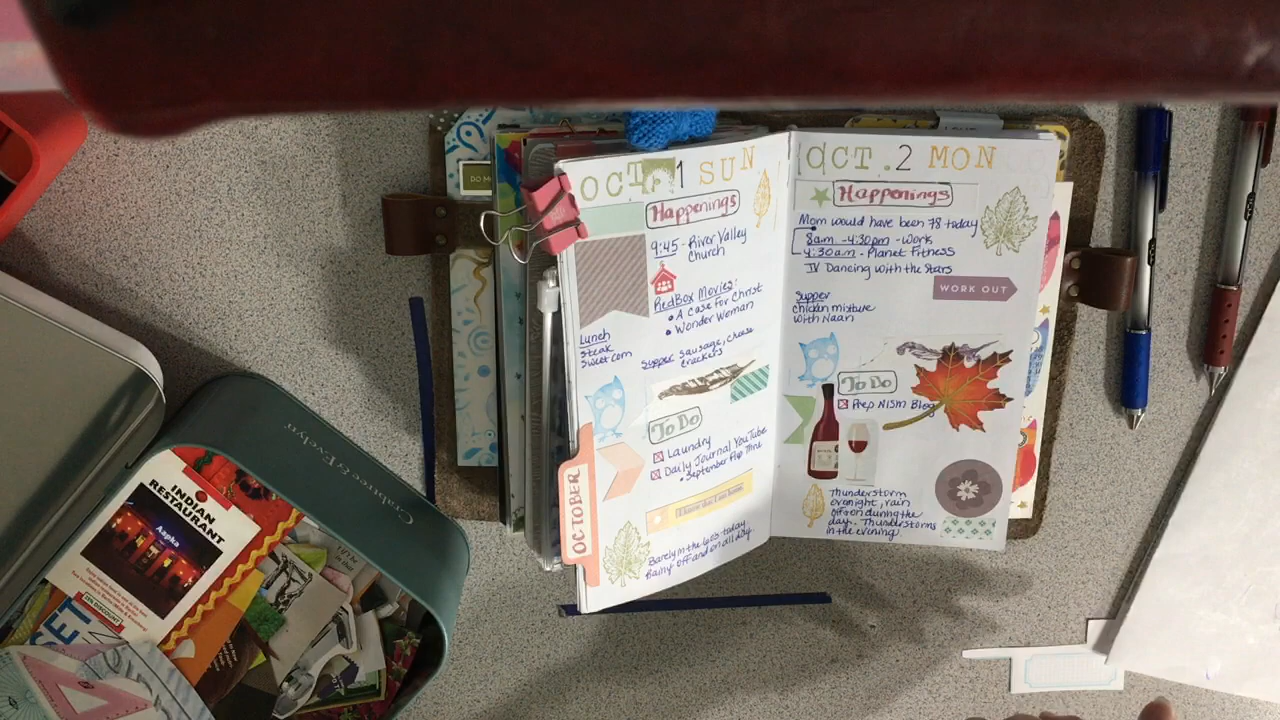 OCT. 1 SUN
Happenings
9:45 - River Valley
Church
RedBox Movies:
• A Case For Christ
• Wonder Woman
Lunch
Steak
Sweet corn
Supper Sausage, cheese
crackers
To Do
Laundry
Daily Journal YouTube
• September Flip Thru
OCTOBER
Barely in the 60s today
Rainy off and on all day
OCT. 2 MON
Happenings
Mom would have been 78 today
8am - 4:30pm - Work
4:30am - Planet Fitness
TV Dancing with the Stars
WORK OUT
Supper
chicken mixture
with Naan
To Do
Prep NISM Blog
Thunderstorm
overnight, rain
off on during the
day. Thunderstorms
in the evening.
DO M
Crabtree & Evelyn
INDIAN
RESTAURANT
Aapka
15% DISCOUNT
SET